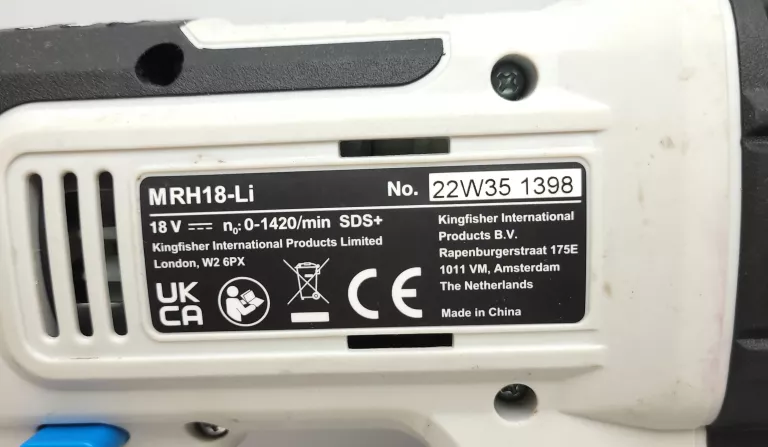 MRH18-Li No. 22W35 1398
18 V ⎓ n₀: 0-1420/min SDS+
Kingfisher International Products Limited
London, W2 6PX
UK
CA
CE
Kingfisher International
Products B.V.
Rapenburgerstraat 175E
1011 VM, Amsterdam
The Netherlands
Made in China